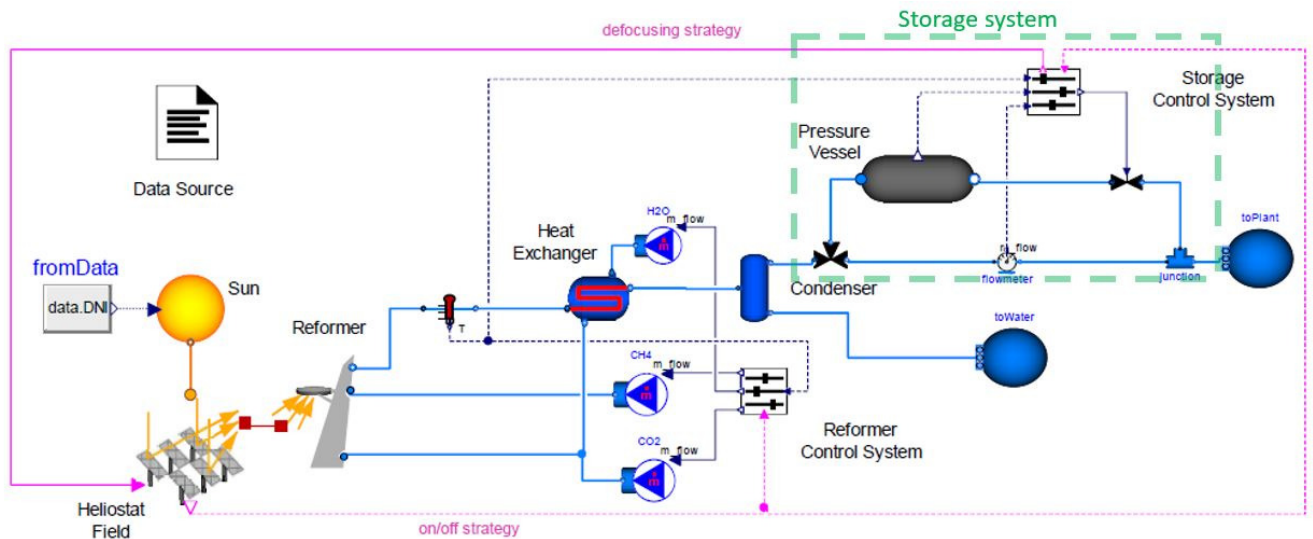 Storage system
defocusing strategy
Storage
Control System
Pressure
Vessel
Data Source
H2O
m_flow
toPlant
Heat
Exchanger
fromData
data.DNI
Sun
m_flow
flowmeter
junction
Condenser
Reformer
T
toWater
CH4
m_flow
m
Reformer
Control System
CO2
m_flow
m
Heliostat
Field
on/off strategy